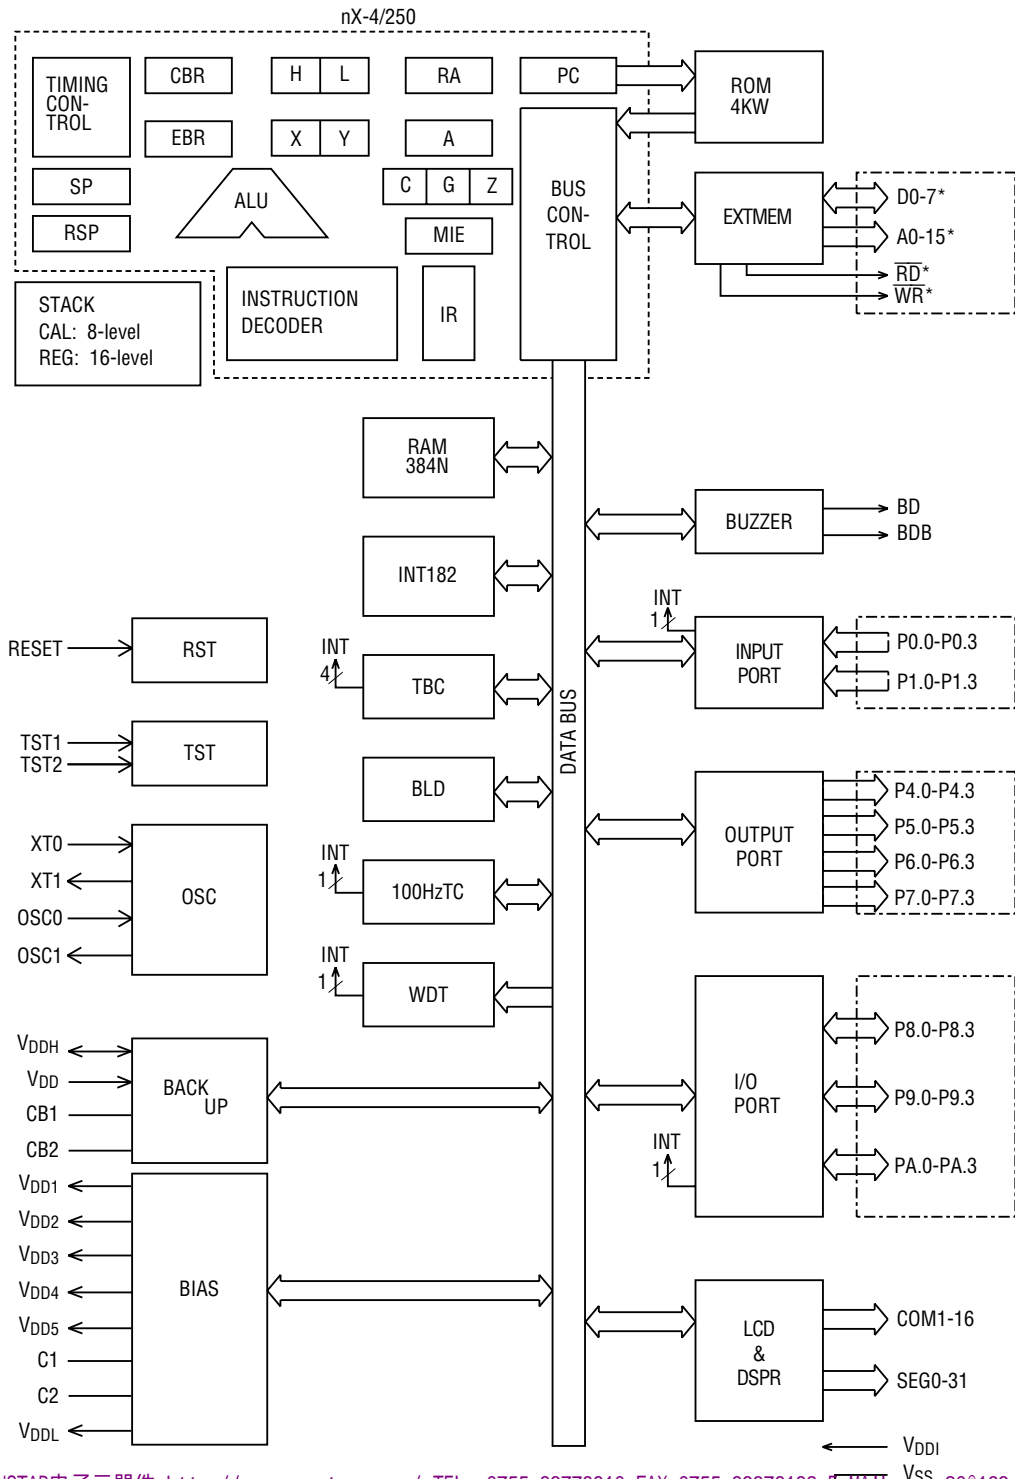 nX-4/250
TIMING
CON-
TROL
CBR
H
L
RA
PC
ROM
4KW
EBR
X
Y
A
SP
ALU
C
G
Z
BUS
CON-
TROL
EXTMEM
D0-7*
A0-15*
RSP
MIE
RD*
WR*
STACK
CAL: 8-level
REG: 16-level
INSTRUCTION
DECODER
IR
RAM
384N
BUZZER
BD
BDB
INT182
INT
1
INPUT
PORT
P0.0-P0.3
P1.0-P1.3
RESET
RST
INT
4
TBC
DATA BUS
TST1
TST2
TST
BLD
OUTPUT
PORT
P4.0-P4.3
P5.0-P5.3
P6.0-P6.3
P7.0-P7.3
XT0
XT1
OSC0
OSC1
OSC
INT
1
100HzTC
INT
1
WDT
VDDH
VDD
CB1
CB2
BACK
UP
I/O
PORT
INT
1
P8.0-P8.3
P9.0-P9.3
PA.0-PA.3
VDD1
VDD2
VDD3
VDD4
VDD5
C1
C2
VDDL
BIAS
LCD
&
DSPR
COM1-16
SEG0-31
VDDI
VSS